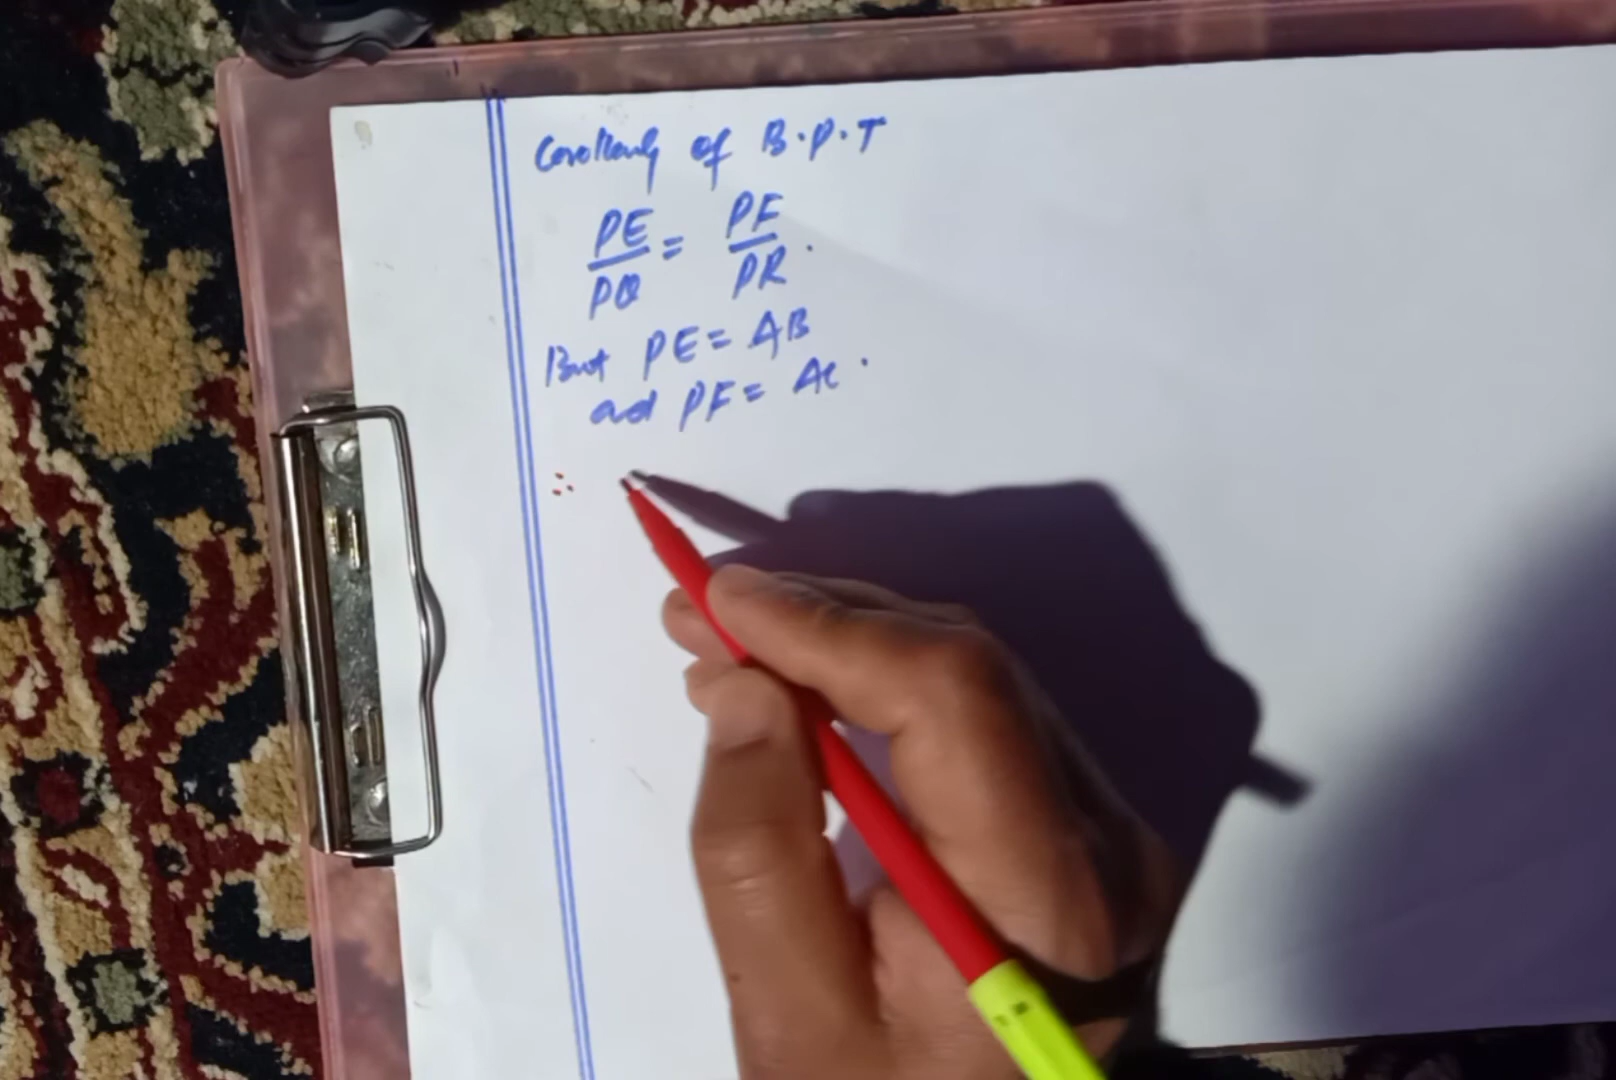 Corollary of B.P.T
PE/PQ = PF/PR.
But PE = AB
and PF = AC.
∴